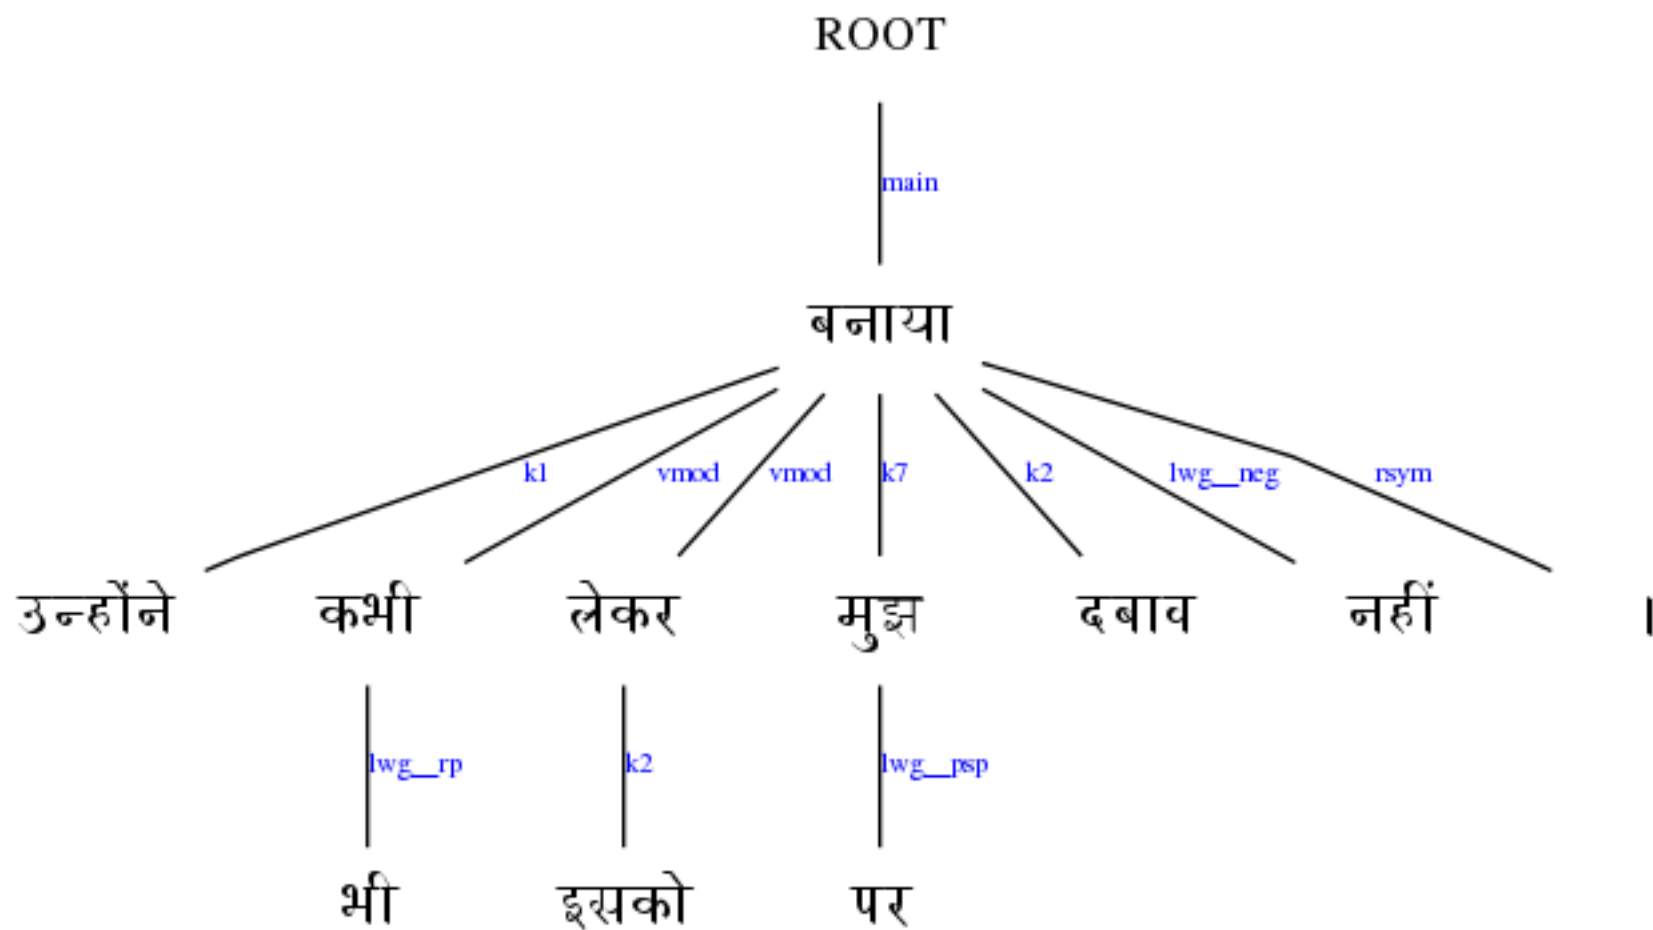 ROOT
main
बनाया
k1 vmod vmod k7 k2 lwg__neg rsym
उन्होंने कभी लेकर मुझ दबाव नहीं ।
lwg__rp k2 lwg__psp
भी इसको पर